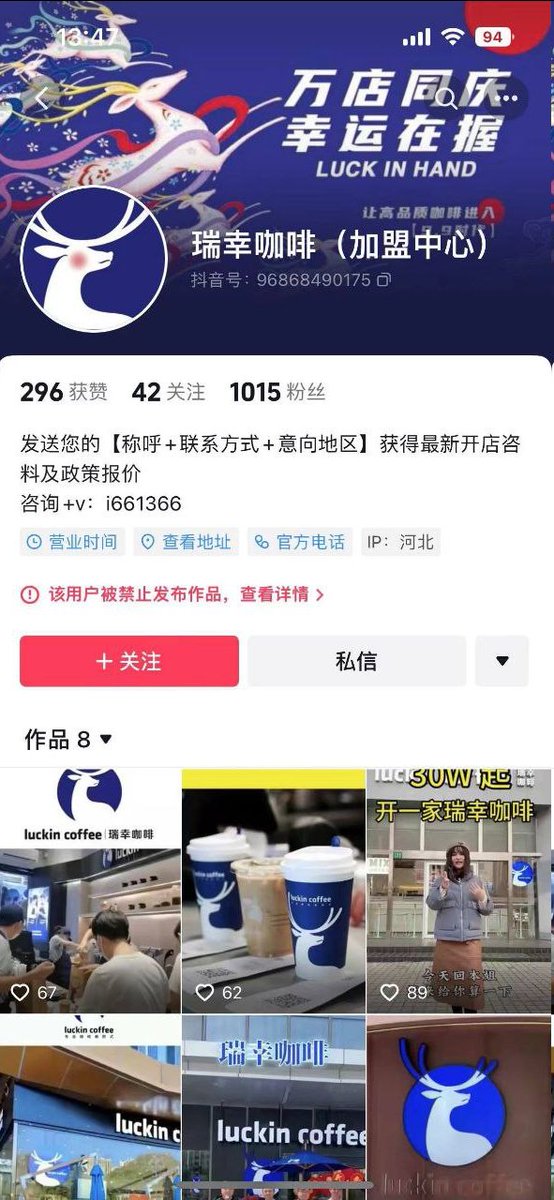 13:47
94
万店同庆
幸运在握
LUCK IN HAND
让高品质咖啡进入
瑞幸咖啡（加盟中心）
抖音号：96868490175
296 获赞 42 关注 1015 粉丝
发送您的【称呼+联系方式+意向地区】获得最新开店咨
料及政策报价
咨询+v：i661366
营业时间 查看地址 官方电话 IP：河北
该用户被禁止发布作品，查看详情 >
+ 关注 私信
作品 8
luckin coffee 瑞幸咖啡
67
luckin coffee
luckin coffee
62
luckin
30W起
开一家瑞幸咖啡
今天回本姐
来给你算一下
89
luckin coffee
luckin c
瑞幸咖啡
luckin coffee
luckin coffee